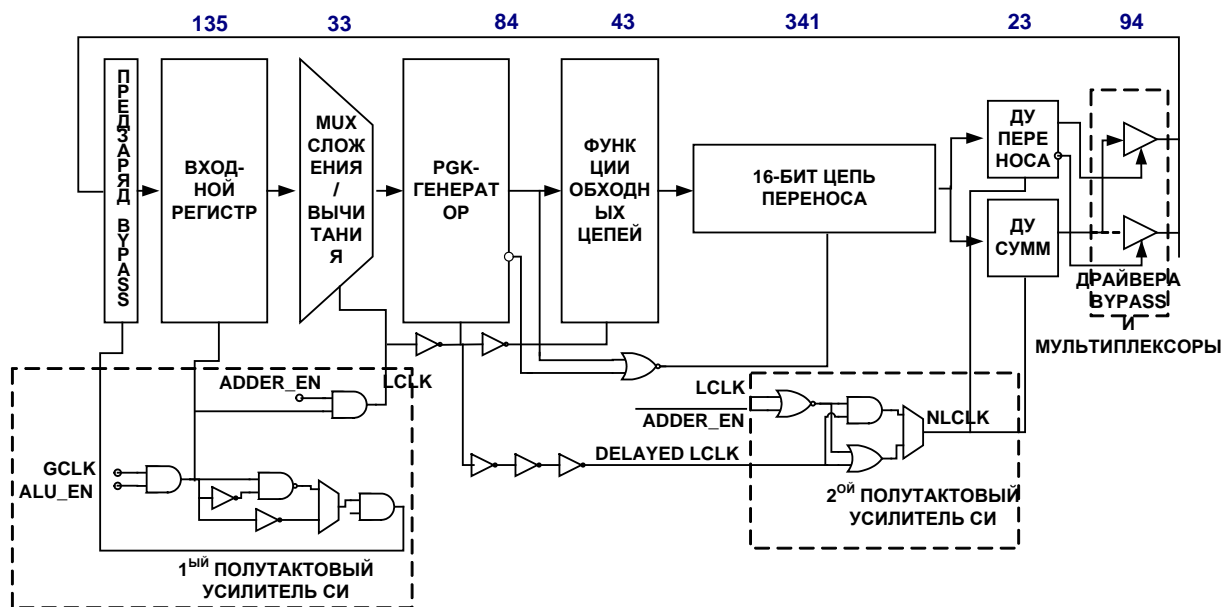 135 33 84 43 341 23 94
ПРЕДЗАРЯД BYPASS
ВХОД-
НОЙ
РЕГИСТР
MUX
СЛОЖ
ЕНИЯ
/
ВЫЧИ
ТАНИ
Я
PGK-
ГЕНЕРАТ
ОР
ФУНК
ЦИИ
ОБХОДН
ЫХ
ЦЕПЕЙ
16-БИТ ЦЕПЬ
ПЕРЕНОСА
ДУ
ПЕРЕ
НОСА
ДУ
СУММ
ДРАЙВЕРА
BYPASS
И
МУЛЬТИПЛЕКСОРЫ
ADDER_EN
LCLK
LCLK
ADDER_EN
NLCLK
GCLK
ALU_EN
DELAYED LCLK
2ОЙ ПОЛУТАКТОВЫЙ
УСИЛИТЕЛЬ СИ
1ЫЙ ПОЛУТАКТОВЫЙ
УСИЛИТЕЛЬ СИ